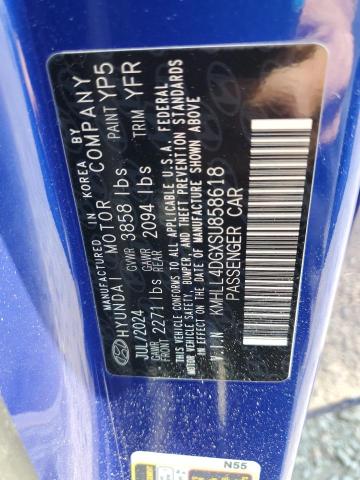 MANUFACTURED IN KOREA BY
HYUNDAI MOTOR COMPANY
JUL/2024 GVWR 3858 lbs PAINT YP5
GAWR FRONT 2271lbs GAWR REAR 2094 lbs TRIM YFR
THIS VEHICLE CONFORMS TO ALL APPLICABLE U.S.A. FEDERAL
MOTOR VEHICLE SAFETY, BUMPER, AND THEFT PREVENTION STANDARDS
IN EFFECT ON THE DATE OF MANUFACTURE SHOWN ABOVE
V.I.N KMHLL4DGXSU858618
PASSENGER CAR
N55